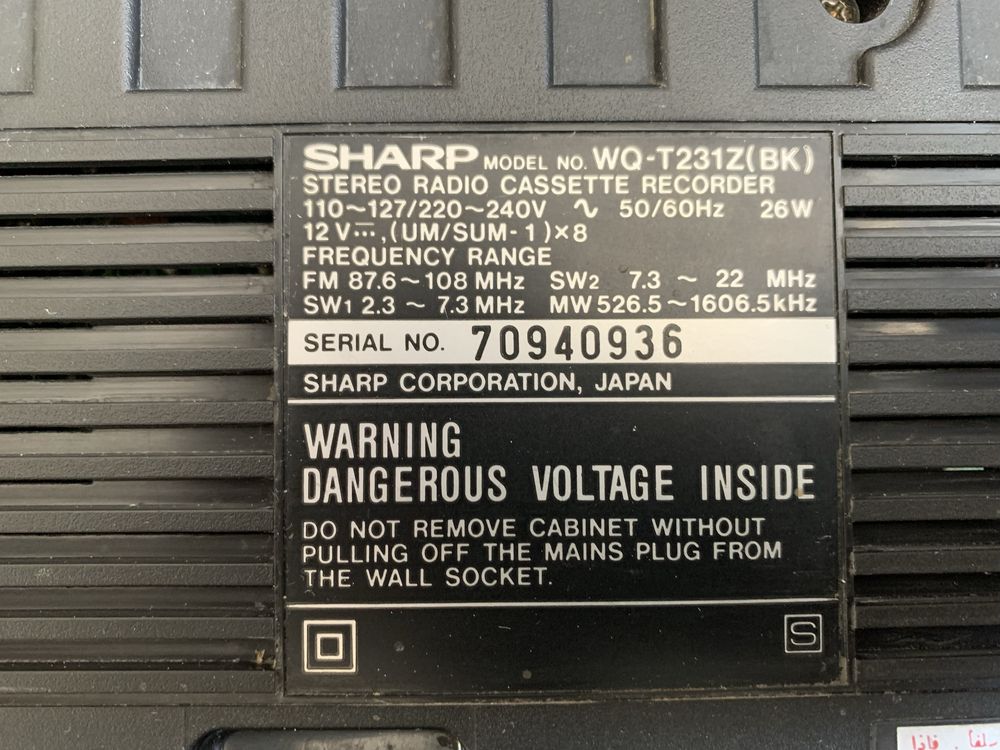 SHARP MODEL NO. WQ-T231Z(BK)
STEREO RADIO CASSETTE RECORDER
110~127/220~240V ∿ 50/60Hz 26W
12 V⎓,(UM/SUM-1)×8
FREQUENCY RANGE
FM 87.6~108 MHz SW2 7.3 ~ 22 MHz
SW1 2.3 ~ 7.3 MHz MW 526.5~1606.5kHz
SERIAL NO. 70940936
SHARP CORPORATION, JAPAN
WARNING
DANGEROUS VOLTAGE INSIDE
DO NOT REMOVE CABINET WITHOUT
PULLING OFF THE MAINS PLUG FROM
THE WALL SOCKET.
S